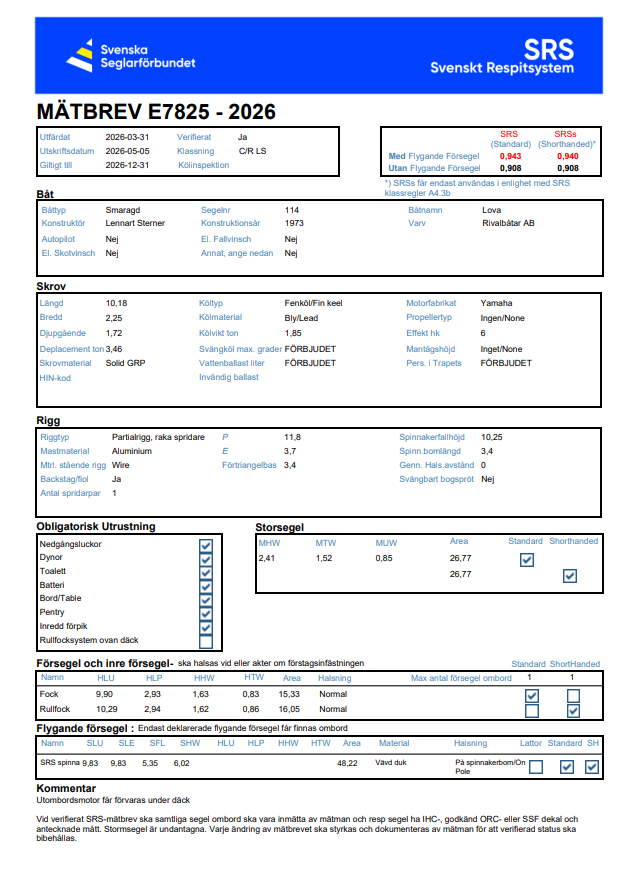 Svenska
Seglarförbundet
SRS
Svenskt Respitsystem
MÄTBREV E7825 - 2026
Utfärdat 2026-03-31 Verifierat Ja
Utskriftsdatum 2026-05-05 Klassning C/R LS
Giltigt till 2026-12-31 Kölinspektion
SRS SRSs
(Standard) (Shorthanded)*
Med Flygande Försegel 0,943 0,940
Utan Flygande Försegel 0,908 0,908
*) SRSs får endast användas i enlighet med SRS
klassregler A4.3b
Båt
Båttyp Smaragd Segelnr 114 Båtnamn Lova
Konstruktör Lennart Sterner Konstruktionsår 1973 Varv Rivalbåtar AB
Autopilot Nej El. Fallvinsch Nej
El. Skotvinsch Nej Annat, ange nedan Nej
Skrov
Längd 10,18 Költyp Fenköl/Fin keel Motorfabrikat Yamaha
Bredd 2,25 Kölmaterial Bly/Lead Propellertyp Ingen/None
Djupgående 1,72 Kölvikt ton 1,85 Effekt hk 6
Deplacement ton 3,46 Svängköl max. grader FÖRBJUDET Mantågshöjd Inget/None
Skrovmaterial Solid GRP Vattenballast liter FÖRBJUDET Pers. i Trapets FÖRBJUDET
HIN-kod Invändig ballast
Rigg
Riggtyp Partialrigg, raka spridare P 11,8 Spinnakerfallhöjd 10,25
Mastmaterial Aluminium E 3,7 Spinn.bomlängd 3,4
Mtrl. stående rigg Wire Förtriangelbas 3,4 Genn. Hals.avstånd 0
Backstag/fiol Ja Svängbart bogspröt Nej
Antal spridarpar 1
Obligatorisk Utrustning
Nedgångsluckor
Dynor
Toalett
Batteri
Bord/Table
Pentry
Inredd förpik
Rullfocksystem ovan däck
Storsegel
MHW MTW MUW Area Standard Shorthanded
2,41 1,52 0,85 26,77
26,77
Försegel och inre försegel- ska halsas vid eller akter om förstagsinfästningen Standard ShortHanded
Namn HLU HLP HHW HTW Area Halsning Max antal försegel ombord 1 1
Fock 9,90 2,93 1,63 0,83 15,33 Normal
Rullfock 10,29 2,94 1,62 0,86 16,05 Normal
Flygande försegel : Endast deklarerade flygande försegel får finnas ombord
Namn SLU SLE SFL SHW HLU HLP HHW HTW Area Material Halsning Lattor Standard SH
SRS spinna 9,83 9,83 5,35 6,02 48,22 Vävd duk På spinnakerbom/On
Pole
Kommentar
Utombordsmotor får förvaras under däck
Vid verifierat SRS-mätbrev ska samtliga segel ombord ska vara inmätta av mätman och resp segel ha IHC-, godkänd ORC- eller SSF dekal och
antecknade mått. Stormsegel är undantagna. Varje ändring av mätbrevet ska styrkas och dokumenteras av mätman för att verifierad status ska
bibehållas.